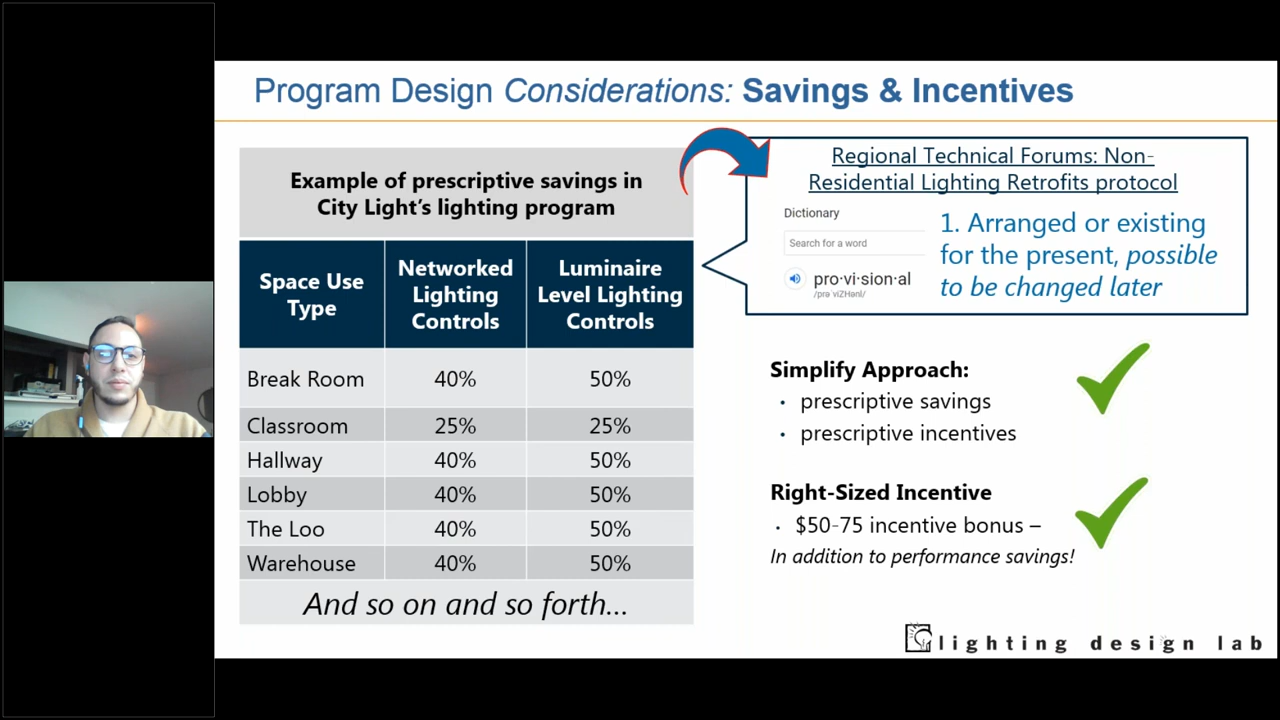 Program Design Considerations: Savings & Incentives
Example of prescriptive savings in
City Light's lighting program
Space Use
Type
Networked
Lighting
Controls
Luminaire
Level Lighting
Controls
Break Room 40% 50%
Classroom 25% 25%
Hallway 40% 50%
Lobby 40% 50%
The Loo 40% 50%
Warehouse 40% 50%
And so on and so forth...
Regional Technical Forums: Non-
Residential Lighting Retrofits protocol
Dictionary
Search for a word
pro·vi·sion·al
/prəˈviZHənl/
1. Arranged or existing
for the present, possible
to be changed later
Simplify Approach:
• prescriptive savings
• prescriptive incentives
Right-Sized Incentive
• $50-75 incentive bonus –
In addition to performance savings!
lighting design lab